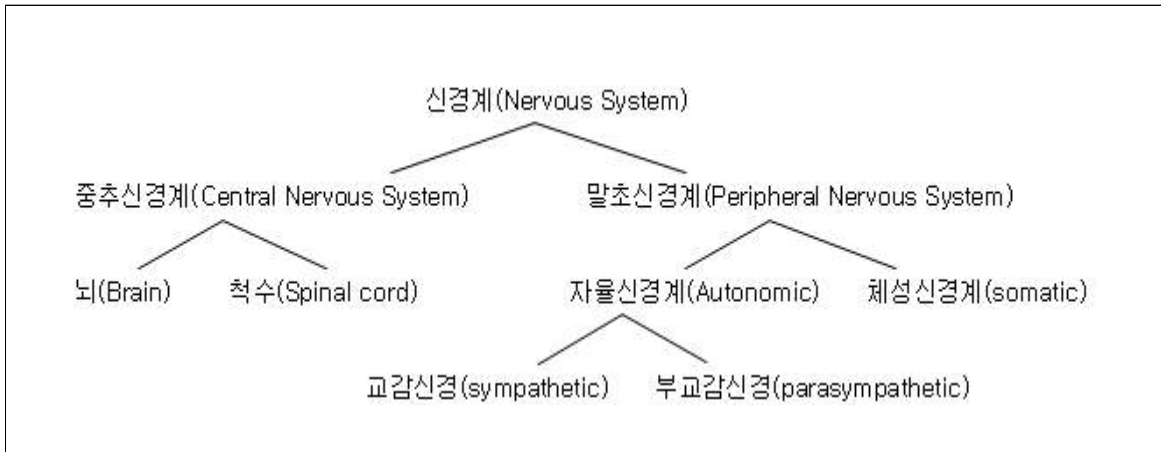 신경계(Nervous System)
중추신경계(Central Nervous System) 말초신경계(Peripheral Nervous System)
뇌(Brain) 척수(Spinal cord) 자율신경계(Autonomic) 체성신경계(somatic)
교감신경(sympathetic) 부교감신경(parasympathetic)